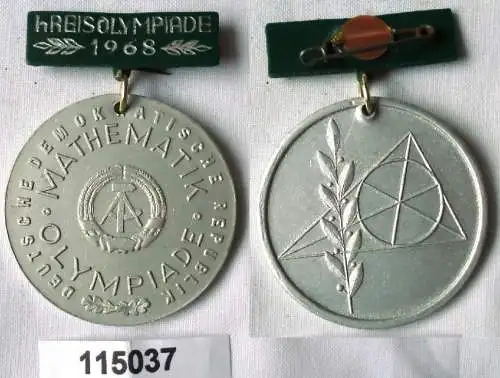 KREISOLYMPIADE
1968
DEUTSCHE DEMOKRATISCHE REPUBLIK
MATHEMATIK
OLYMPIADE
115037